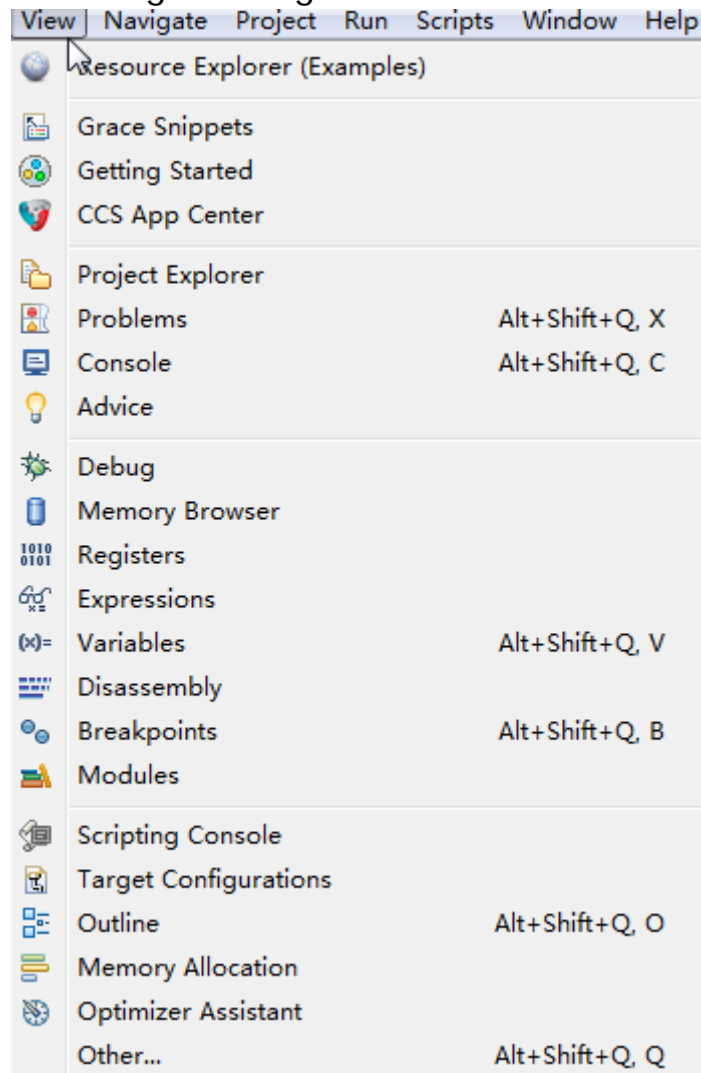 View Navigate Project Run Scripts Window Help
Resource Explorer (Examples)
Grace Snippets
Getting Started
CCS App Center
Project Explorer
Problems Alt+Shift+Q, X
Console Alt+Shift+Q, C
Advice
Debug
Memory Browser
1010
0101
Registers
Expressions
(x)= Variables Alt+Shift+Q, V
Disassembly
Breakpoints Alt+Shift+Q, B
Modules
Scripting Console
Target Configurations
Outline Alt+Shift+Q, O
Memory Allocation
Optimizer Assistant
Other... Alt+Shift+Q, Q